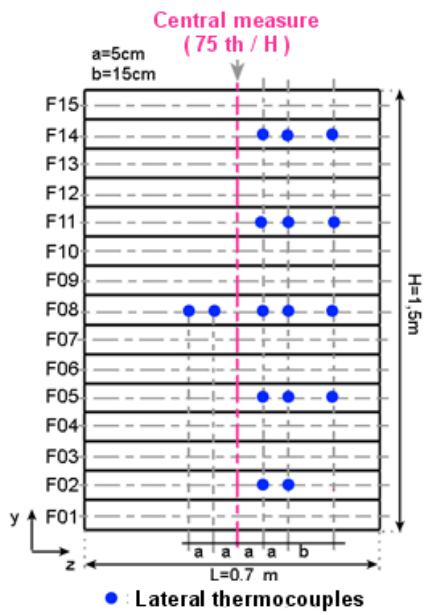 Central measure
( 75 th / H )
a=5cm
b=15cm
F15
F14
F13
F12
F11
F10
F09
F08
F07
F06
F05
F04
F03
F02
F01
H=1,5m
y
z
a a a a b
L=0.7 m
: Lateral thermocouples